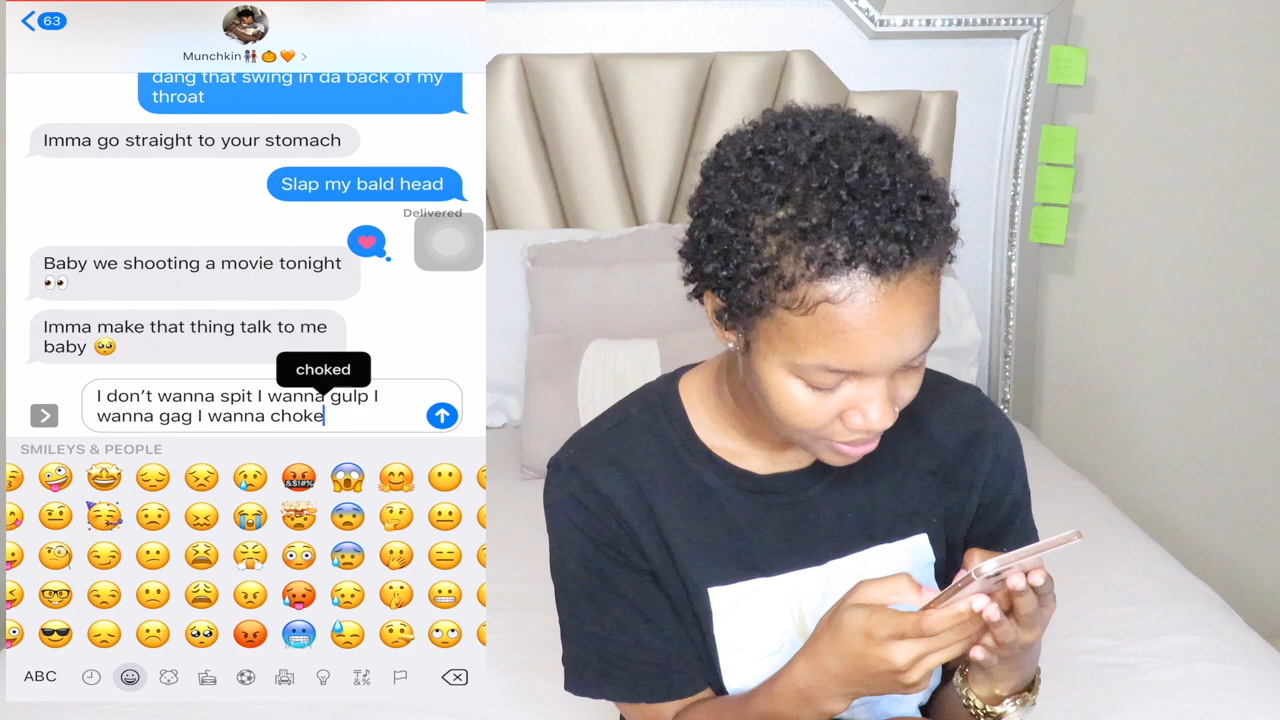 63
Munchkin
dang that swing in da back of my
throat
Imma go straight to your stomach
Slap my bald head
Delivered
Baby we shooting a movie tonight
Imma make that thing talk to me
baby
choked
I don't wanna spit I wanna gulp I
wanna gag I wanna choke
SMILEYS & PEOPLE
ABC